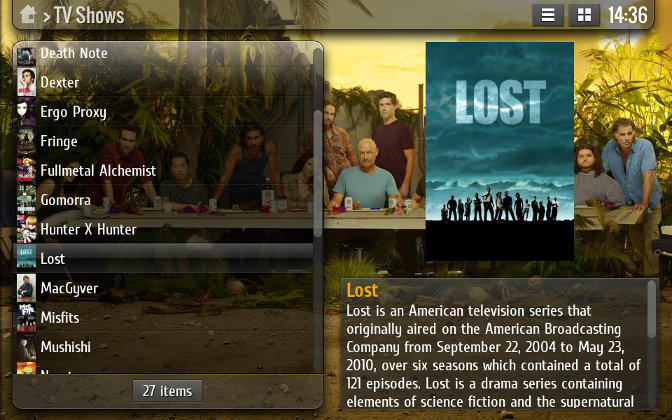 > TV Shows
14:36
Death Note
Dexter
Ergo Proxy
Fringe
Fullmetal Alchemist
Gomorra
Hunter X Hunter
Lost
MacGyver
Misfits
Mushishi
27 items
LOST
Lost
Lost is an American television series that
originally aired on the American Broadcasting
Company from September 22, 2004 to May 23,
2010, over six seasons which contained a total of
121 episodes. Lost is a drama series containing
elements of science fiction and the supernatural